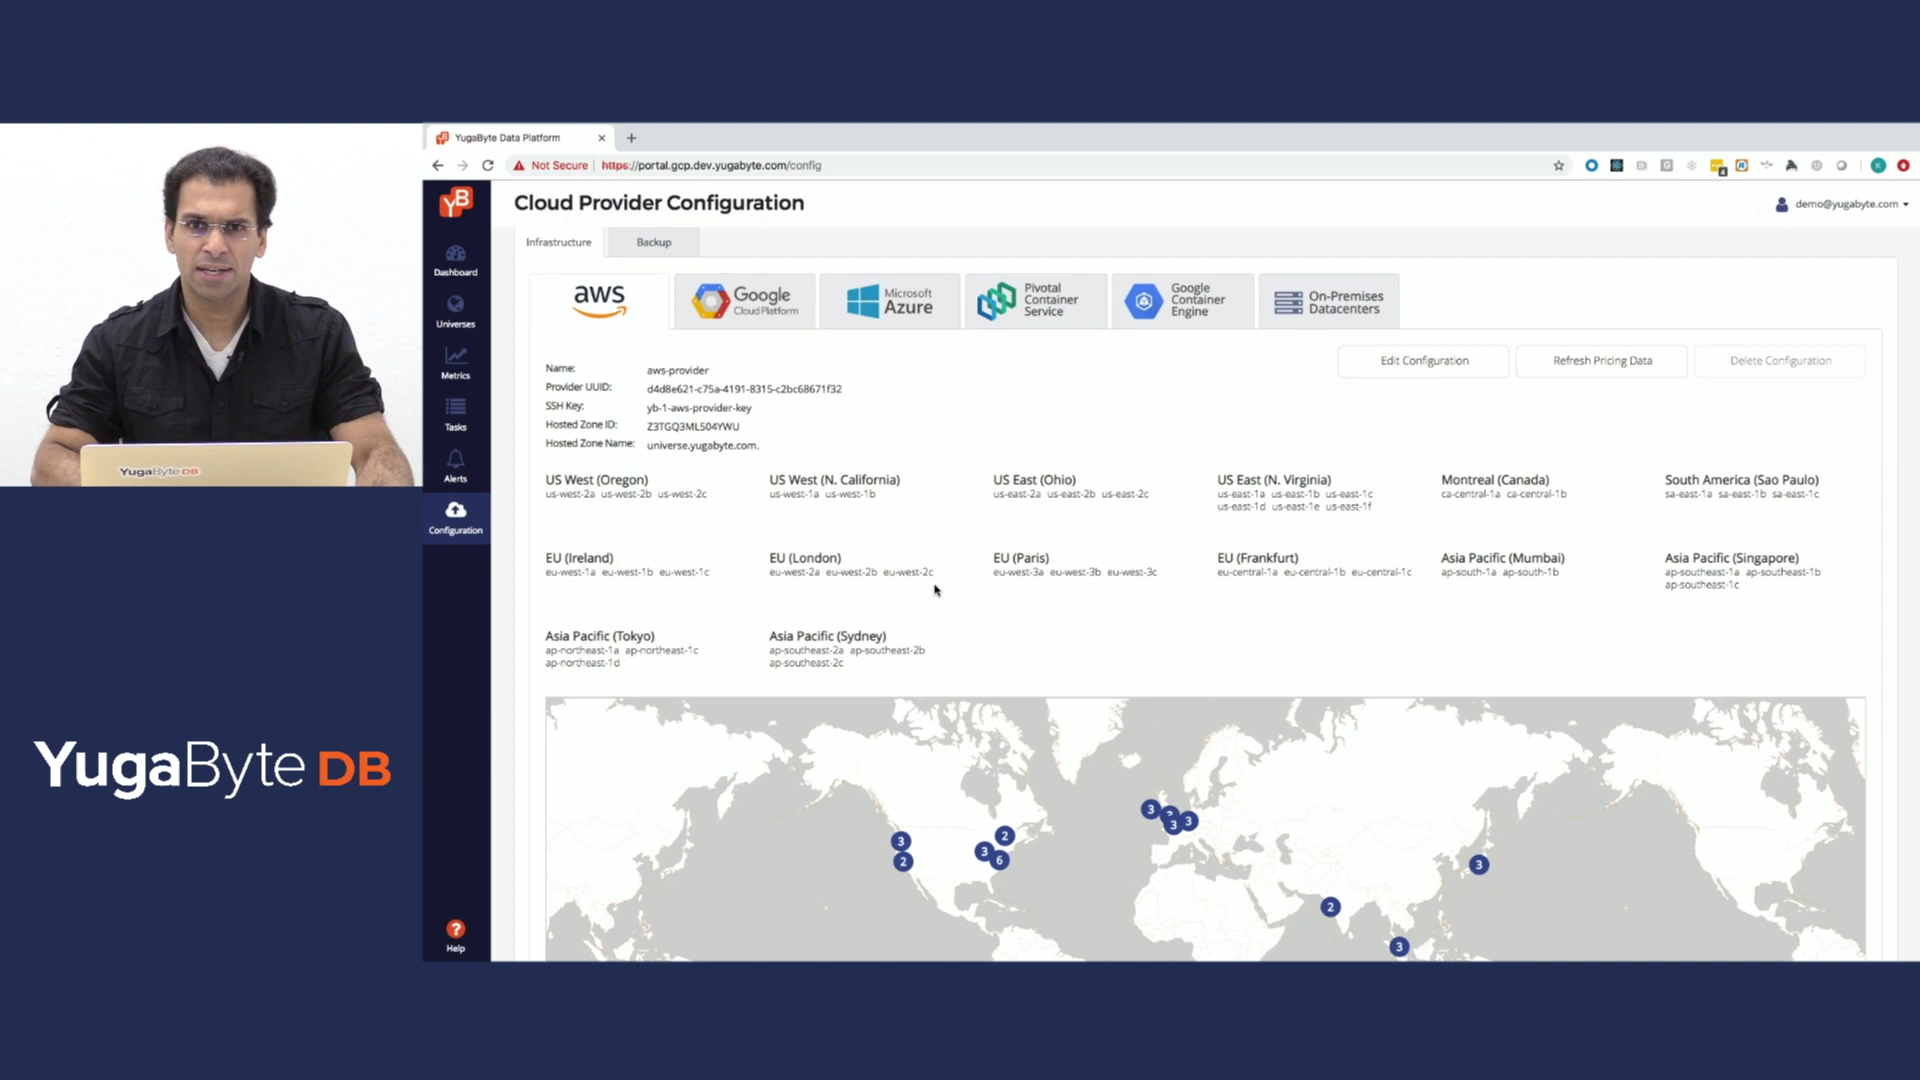 YugaByte Data Platform
Not Secure
https://portal.gcp.dev.yugabyte.com/config
YB
Cloud Provider Configuration
demo@yugabyte.com
Infrastructure
Backup
aws
Google Cloud Platform
Microsoft Azure
Pivotal Container Service
Google Container Engine
On-Premises Datacenters
Dashboard
Universes
Metrics
Tasks
Alerts
Configuration
Help
Edit Configuration
Refresh Pricing Data
Delete Configuration
Name: aws-provider
Provider UUID: d4d8e621-c75a-4191-8315-c2bc68671f32
SSH Key: yb-1-aws-provider-key
Hosted Zone ID: Z3TGQ3ML504YWU
Hosted Zone Name: universe.yugabyte.com.
US West (Oregon)
us-west-2a us-west-2b us-west-2c
US West (N. California)
us-west-1a us-west-1b
US East (Ohio)
us-east-2a us-east-2b us-east-2c
US East (N. Virginia)
us-east-1a us-east-1b us-east-1c
us-east-1d us-east-1e us-east-1f
Montreal (Canada)
ca-central-1a ca-central-1b
South America (Sao Paulo)
sa-east-1a sa-east-1b sa-east-1c
EU (Ireland)
eu-west-1a eu-west-1b eu-west-1c
EU (London)
eu-west-2a eu-west-2b eu-west-2c
EU (Paris)
eu-west-3a eu-west-3b eu-west-3c
EU (Frankfurt)
eu-central-1a eu-central-1b eu-central-1c
Asia Pacific (Mumbai)
ap-south-1a ap-south-1b
Asia Pacific (Singapore)
ap-southeast-1a ap-southeast-1b
ap-southeast-1c
Asia Pacific (Tokyo)
ap-northeast-1a ap-northeast-1c
ap-northeast-1d
Asia Pacific (Sydney)
ap-southeast-2a ap-southeast-2b
ap-southeast-2c
3
2
2
3
6
3
3
3
3
2
3
YugaByte DB
YugaByte DB